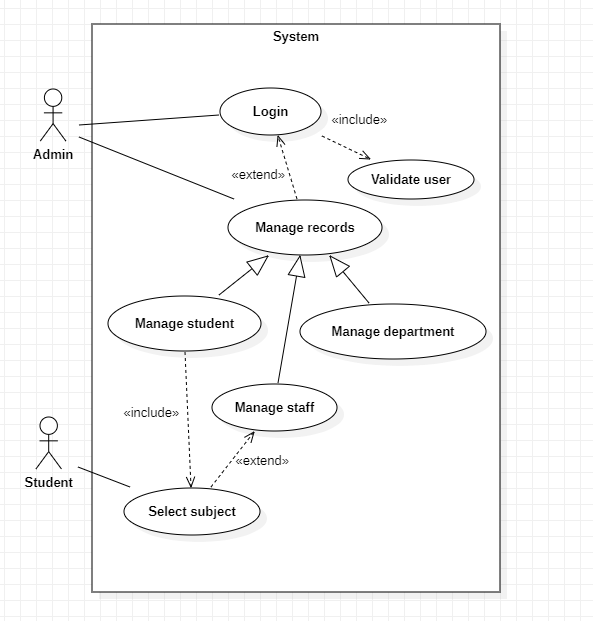 System
Login
«include»
Admin
«extend»
Validate user
Manage records
Manage student
Manage department
«include»
Manage staff
«extend»
Student
Select subject